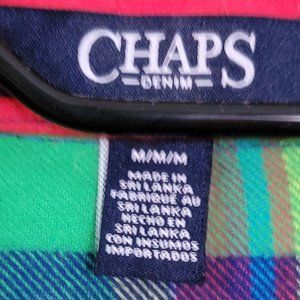 CHAPS
DENIM
M/M/M
MADE IN
SRI LANKA
FABRIQUÉ AU
SRI LANKA
HECHO EN
SRI LANKA
CON INSUMOS
IMPORTADOS